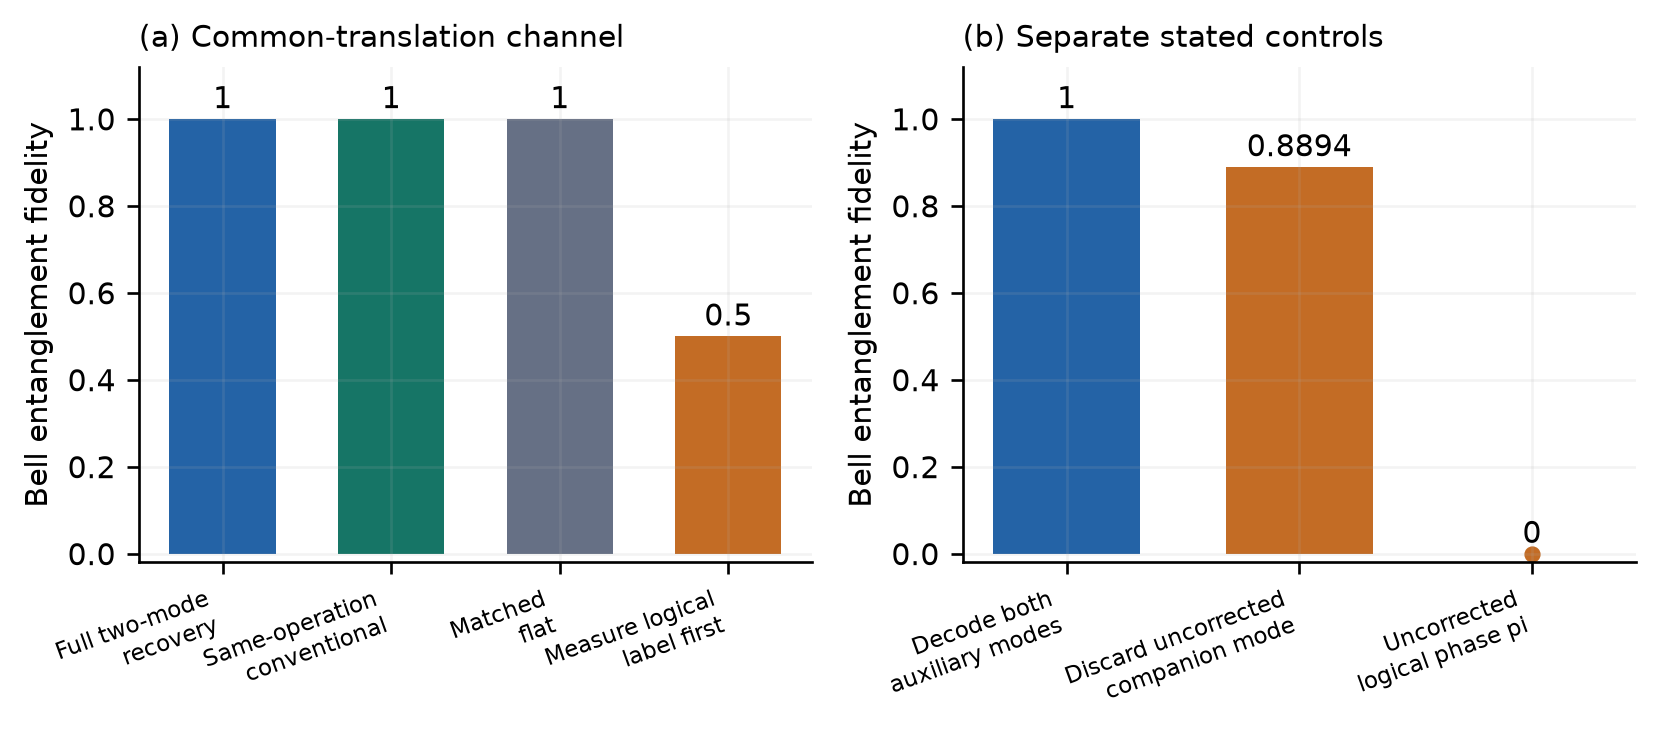 (a) Common-translation channel
Bell entanglement fidelity
1.0
0.8
0.6
0.4
0.2
0.0
1
1
1
0.5
Full two-mode
recovery
Same-operation
conventional
Matched
flat
Measure logical
label first
(b) Separate stated controls
Bell entanglement fidelity
1.0
0.8
0.6
0.4
0.2
0.0
1
0.8894
0
Decode both
auxiliary modes
Discard uncorrected
companion mode
Uncorrected
logical phase pi